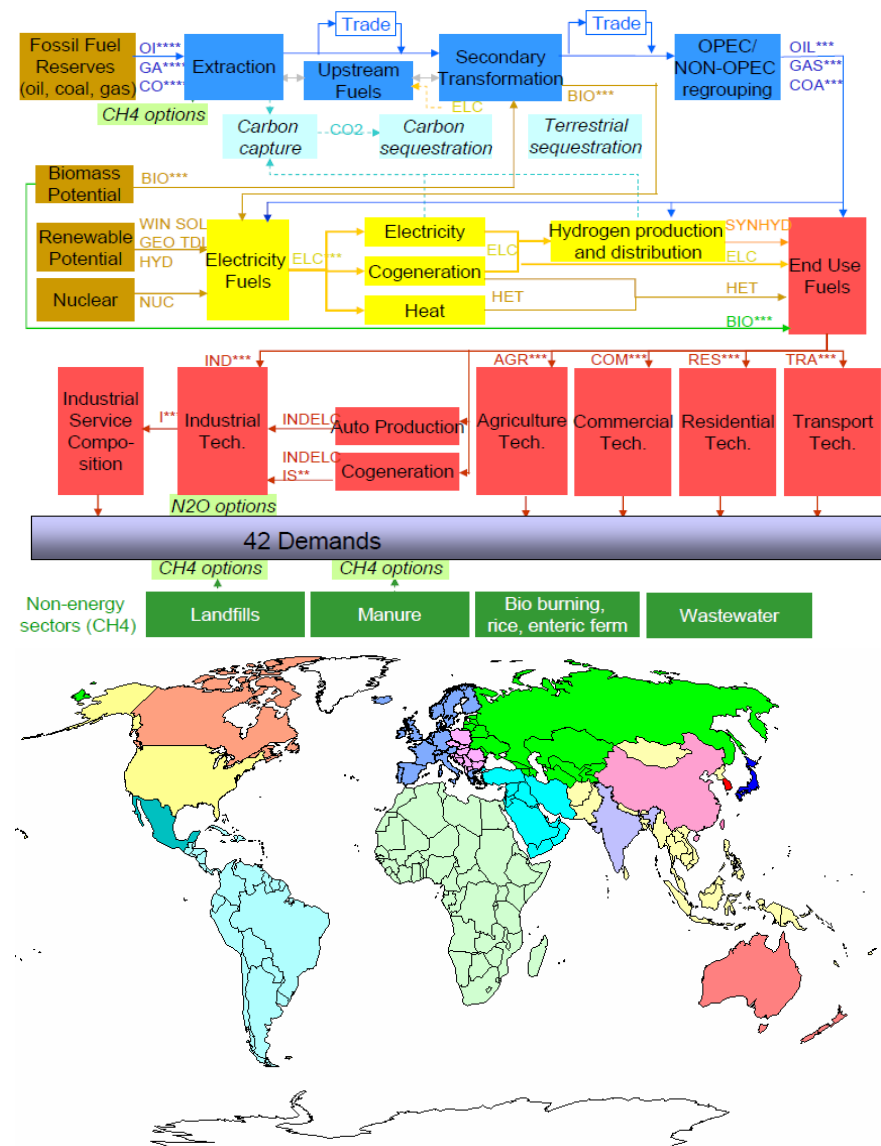 Trade
Trade
Fossil Fuel
Reserves
(oil, coal, gas)
OI****
GA****
CO****
Extraction
Upstream
Fuels
Secondary
Transformation
OPEC/
NON-OPEC
regrouping
OIL***
GAS***
COA***
CH4 options
ELC
BIO***
Carbon
capture
CO2
Carbon
sequestration
Terrestrial
sequestration
Biomass
Potential
BIO***
Renewable
Potential
WIN SOL
GEO TDL
HYD
Nuclear
NUC
Electricity
Fuels
ELC***
Electricity
Cogeneration
Heat
ELC
HET
Hydrogen production
and distribution
SYNHYD
ELC
HET
BIO***
End Use
Fuels
IND***
AGR***
COM***
RES***
TRA***
Industrial
Service
Compo-
sition
I***
Industrial
Tech.
INDELC
Auto Production
INDELC
IS**
Cogeneration
Agriculture
Tech.
Commercial
Tech.
Residential
Tech.
Transport
Tech.
N2O options
42 Demands
CH4 options
CH4 options
Non-energy
sectors (CH4)
Landfills
Manure
Bio burning,
rice, enteric ferm
Wastewater